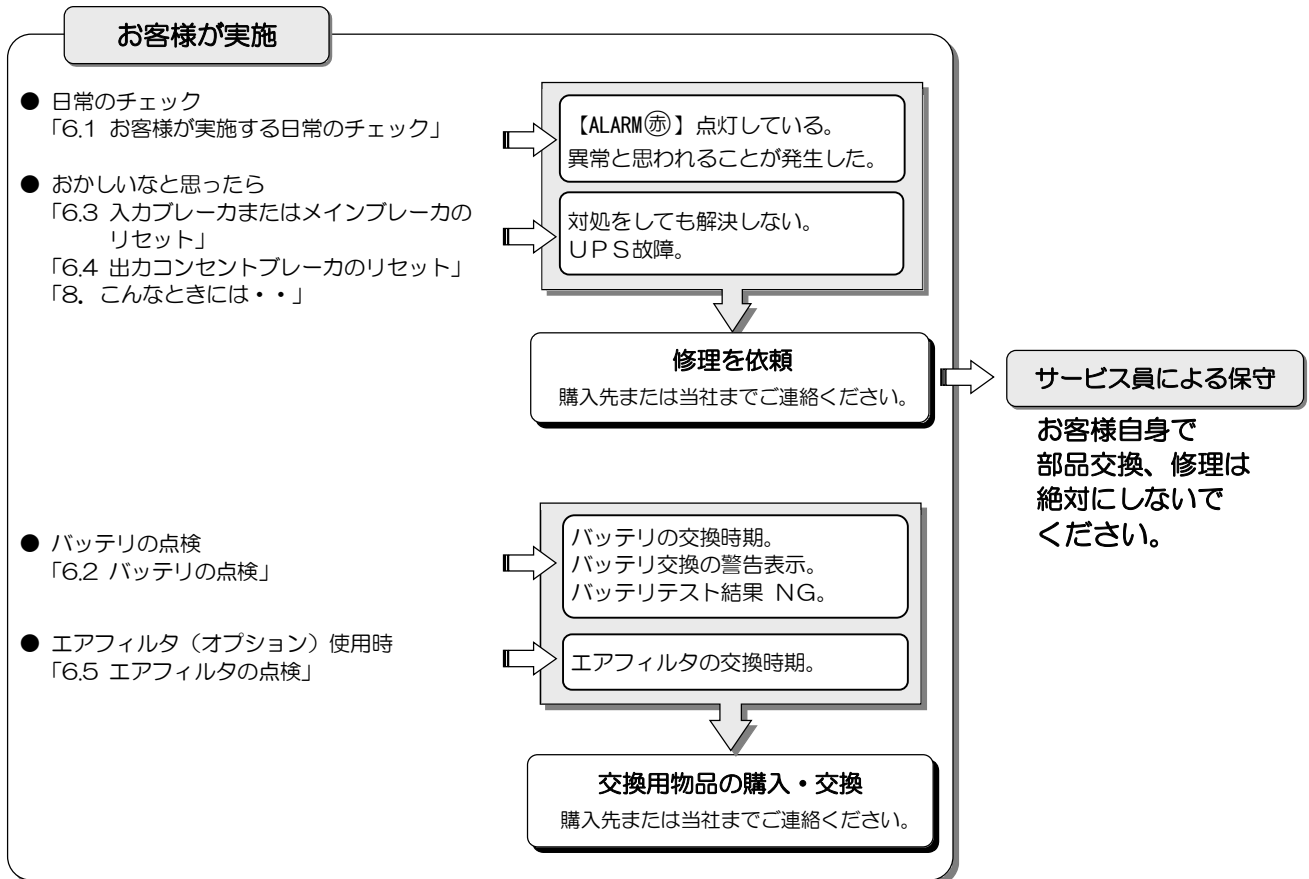 お客様が実施
● 日常のチェック
「6.1 お客様が実施する日常のチェック」
● おかしいなと思ったら
「6.3 入力ブレーカまたはメインブレーカの
リセット」
「6.4 出力コンセントブレーカのリセット」
「8. こんなときには・・」
【ALARM㊤赤】点灯している。
異常と思われることが発生した。
対処をしても解決しない。
UPS故障。
修理を依頼
購入先または当社までご連絡ください。
サービス員による保守
お客様自身で
部品交換、修理は
絶対にしないで
ください。
● バッテリの点検
「6.2 バッテリの点検」
● エアフィルタ(オプション)使用時
「6.5 エアフィルタの点検」
バッテリの交換時期。
バッテリ交換の警告表示。
バッテリテスト結果 NG。
エアフィルタの交換時期。
交換用物品の購入・交換
購入先または当社までご連絡ください。